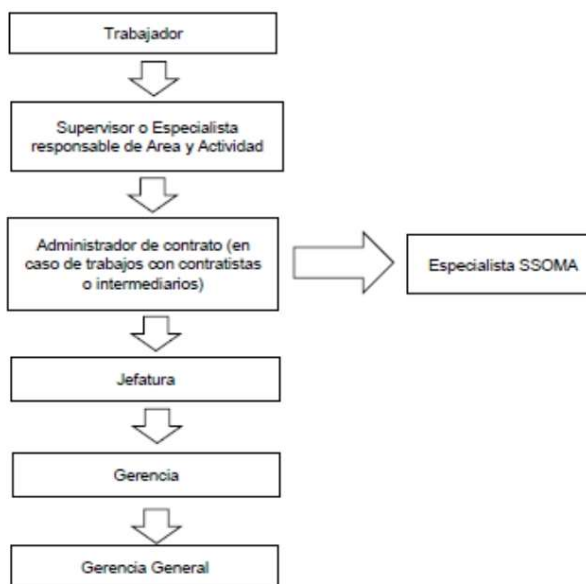 Trabajador
Supervisor o Especialista
responsable de Area y Actividad
Administrador de contrato (en
caso de trabajos con contratistas
o intermediarios)
Especialista SSOMA
Jefatura
Gerencia
Gerencia General